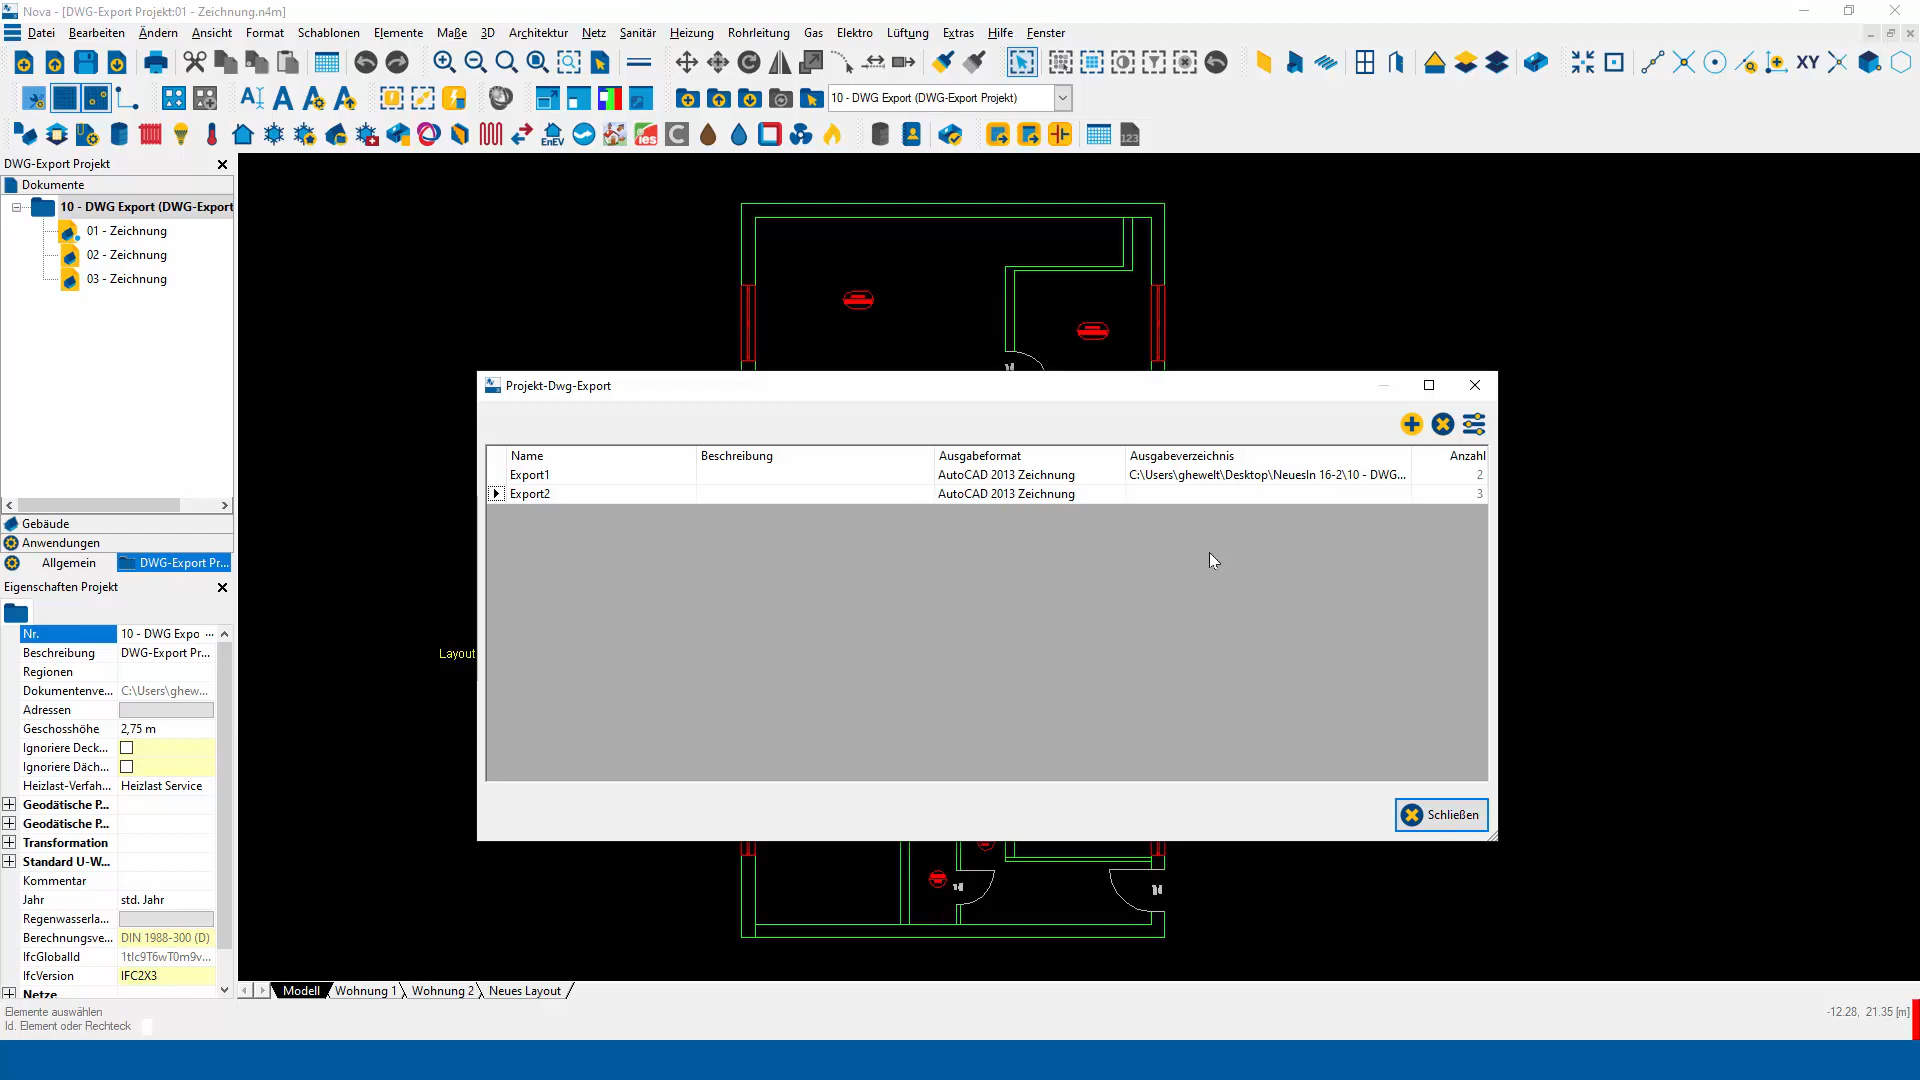 Nova - [DWG-Export Projekt:01 - Zeichnung.n4m]
Datei Bearbeiten Ändern Ansicht Format Schablonen Elemente Maße 3D Architektur Netz Sanitär Heizung Rohrleitung Gas Elektro Lüftung Extras Hilfe Fenster
XY
10 - DWG Export (DWG-Export Projekt)
EnEV
ies
123
DWG-Export Projekt
Dokumente
10 - DWG Export (DWG-Export
01 - Zeichnung
02 - Zeichnung
03 - Zeichnung
Gebäude
Anwendungen
Allgemein DWG-Export Pr...
Eigenschaften Projekt
Nr. 10 - DWG Expo ...
Beschreibung DWG-Export Pr...
Regionen
Dokumentenve... C:\Users\ghew...
Adressen
Geschosshöhe 2,75 m
Ignoriere Deck...
Ignoriere Däch...
Heizlast-Verfah... Heizlast Service
Geodätische P...
Geodätische P...
Transformation
Standard U-W...
Kommentar
Jahr std. Jahr
Regenwasserla...
Berechnungsve... DIN 1988-300 (D)
IfcGlobalId 1tIc9T6wT0m9v...
IfcVersion IFC2X3
Netze
Layout
Projekt-Dwg-Export
Name Beschreibung Ausgabeformat Ausgabeverzeichnis Anzahl
Export1 AutoCAD 2013 Zeichnung C:\Users\ghewelt\Desktop\NeuesIn 16-2\10 - DWG... 2
Export2 AutoCAD 2013 Zeichnung 3
Schließen
Modell Wohnung 1 Wohnung 2 Neues Layout
Elemente auswählen
Id. Element oder Rechteck
-12.28, 21.35 [m]